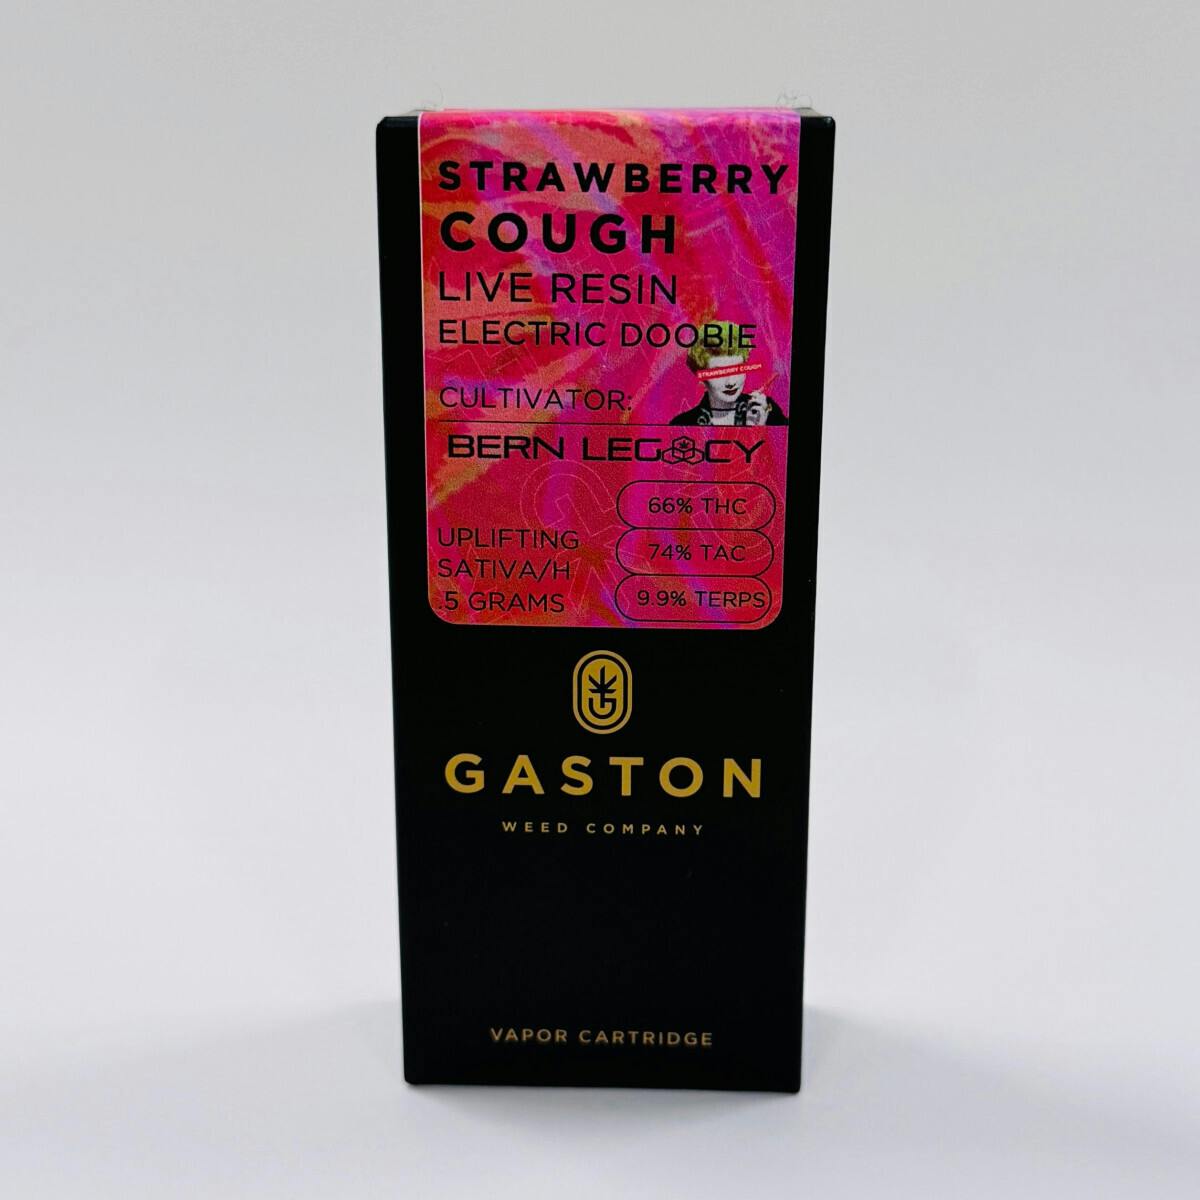 STRAWBERRY
COUGH
LIVE RESIN
ELECTRIC DOOBIE
STRAWBERRY COUGH
CULTIVATOR:
BERN LEGACY
66% THC
74% TAC
9.9% TERPS
UPLIFTING
SATIVA/H
.5 GRAMS
GASTON
WEED COMPANY
VAPOR CARTRIDGE